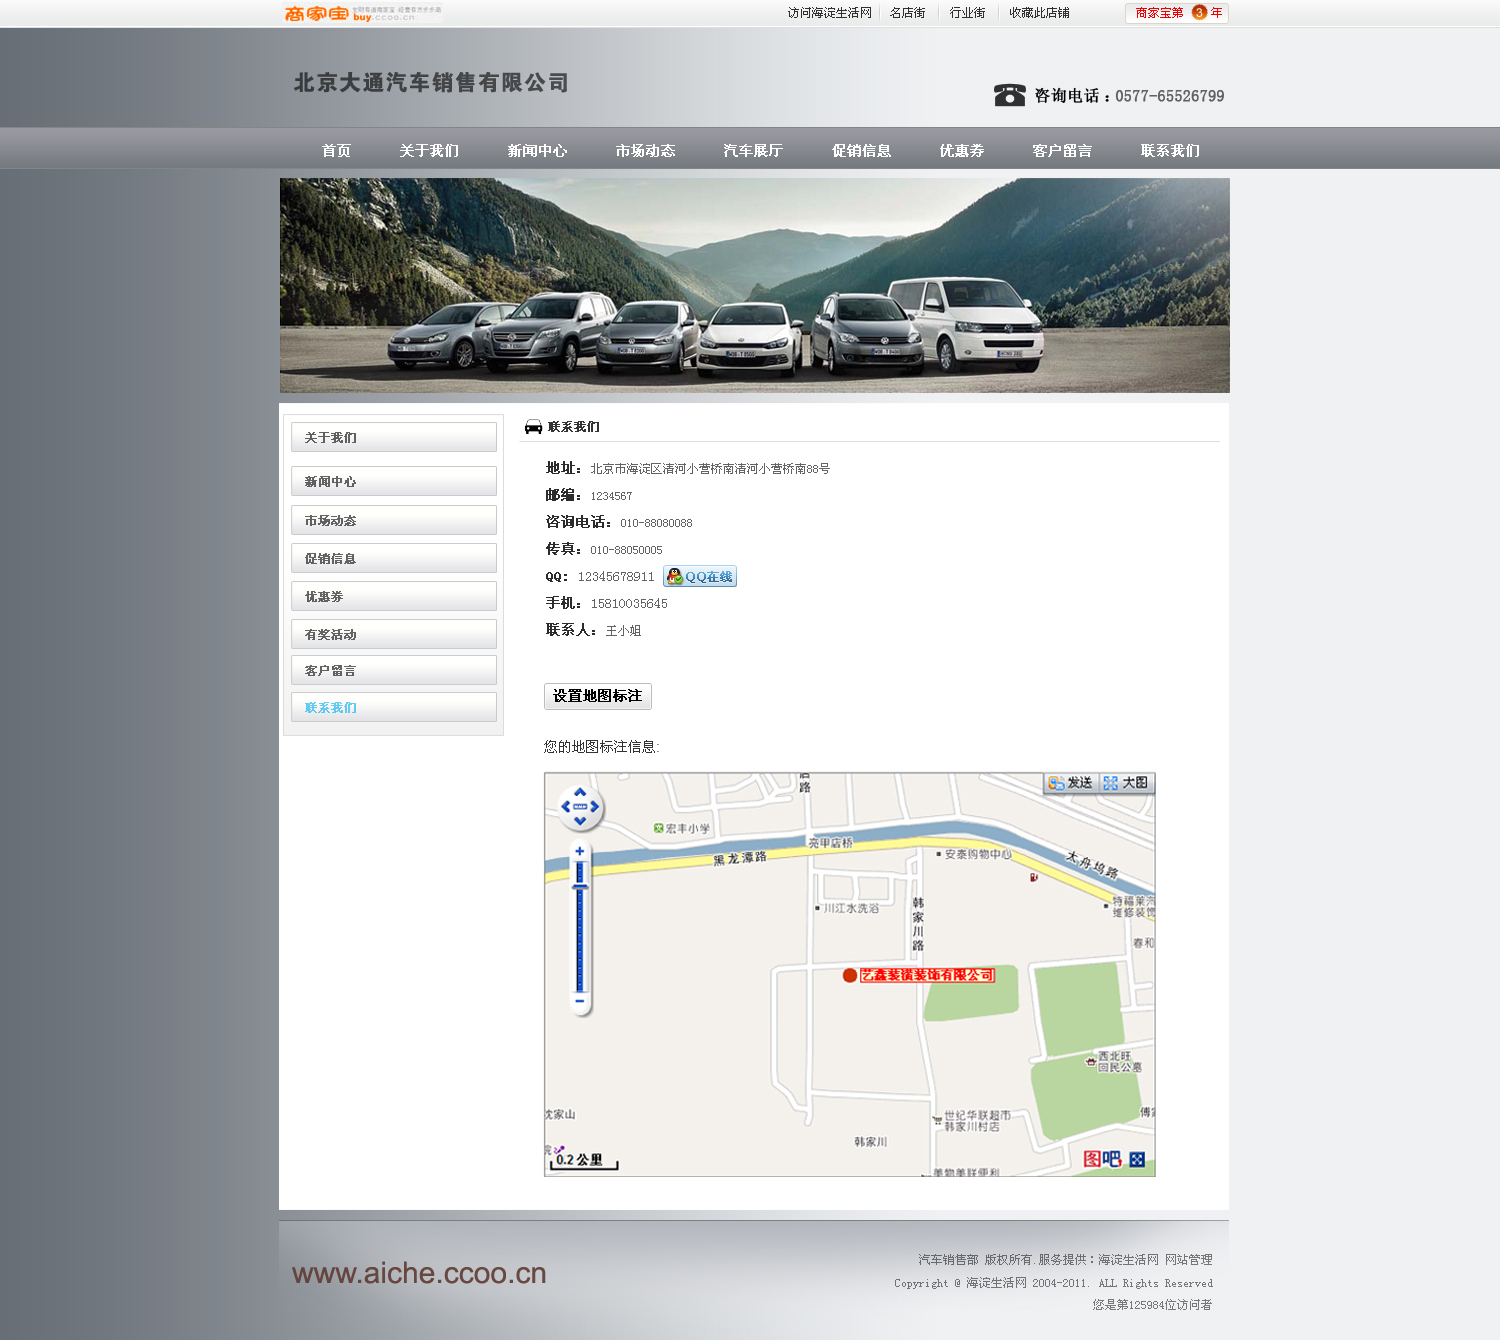 商家宝
buy.ccoo.cn
访问海淀生活网 名店街 行业街 收藏此店铺 商家宝第 3 年
北京大通汽车销售有限公司
咨询电话：0577-65526799
首页 关于我们 新闻中心 市场动态 汽车展厅 促销信息 优惠券 客户留言 联系我们
关于我们
新闻中心
市场动态
促销信息
优惠券
有奖活动
客户留言
联系我们
联系我们
地址：北京市海淀区清河小营桥南清河小营桥南88号
邮编：1234567
咨询电话：010-88080088
传真：010-88050005
QQ: 12345678911 QQ在线
手机：15810035645
联系人：王小姐
设置地图标注
您的地图标注信息:
发送 大图
路
宏丰小学
亮甲店桥
黑龙潭路
安泰购物中心
太舟坞路
川江水洗浴
韩家川路
特福莱汽
维修装饰
春和
艺鑫装潢装饰有限公司
西北旺
回民公墓
沈家山
世纪华联超市
韩家川村店
傅家
韩家川
0.2 公里
图吧
美物美联便利
www.aiche.ccoo.cn
汽车销售部 版权所有.服务提供：海淀生活网 网站管理
Copyright @ 海淀生活网 2004-2011. ALL Rights Reserved
您是第125984位访问者